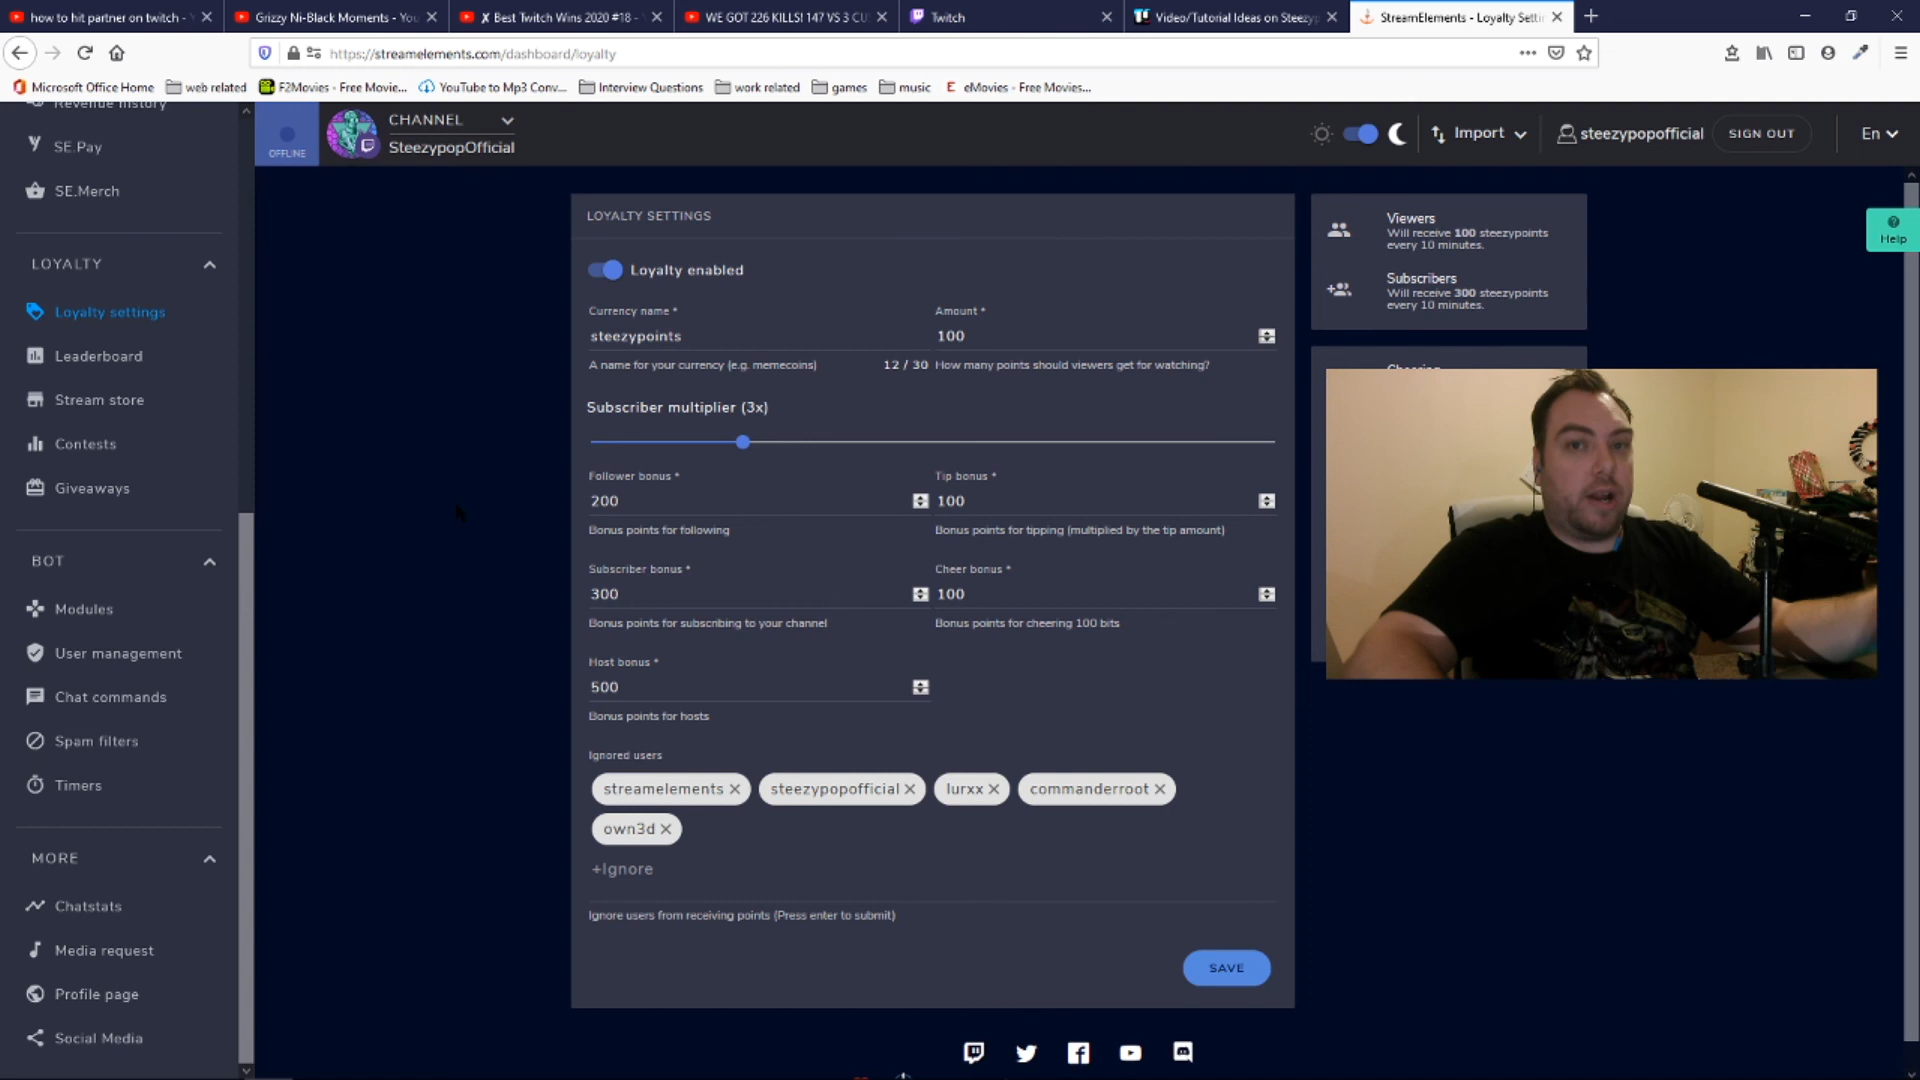 how to hit partner on twitch -
Grizzy Ni-Black Moments - You
✗ Best Twitch Wins 2020 #18 -
WE GOT 226 KILLS! 147 VS 3 CU
Twitch
Video/Tutorial Ideas on Steezyp
StreamElements - Loyalty Setti
https://streamelements.com/dashboard/loyalty
Microsoft Office Home
web related
F2Movies - Free Movie...
YouTube to Mp3 Conv...
Interview Questions
work related
games
music
eMovies - Free Movies...
Revenue history
SE.Pay
SE.Merch
LOYALTY
Loyalty settings
Leaderboard
Stream store
Contests
Giveaways
BOT
Modules
User management
Chat commands
Spam filters
Timers
MORE
Chatstats
Media request
Profile page
Social Media
OFFLINE
CHANNEL
SteezypopOfficial
Import
steezypopofficial
SIGN OUT
En
LOYALTY SETTINGS
Loyalty enabled
Currency name *
steezypoints
A name for your currency (e.g. memecoins)
12 / 30
Amount *
100
How many points should viewers get for watching?
Subscriber multiplier (3x)
Follower bonus *
200
Bonus points for following
Tip bonus *
100
Bonus points for tipping (multiplied by the tip amount)
Subscriber bonus *
300
Bonus points for subscribing to your channel
Cheer bonus *
100
Bonus points for cheering 100 bits
Host bonus *
500
Bonus points for hosts
Ignored users
streamelements
steezypopofficial
lurxx
commanderroot
own3d
+Ignore
Ignore users from receiving points (Press enter to submit)
SAVE
Viewers
Will receive 100 steezypoints
every 10 minutes.
Subscribers
Will receive 300 steezypoints
every 10 minutes.
Help